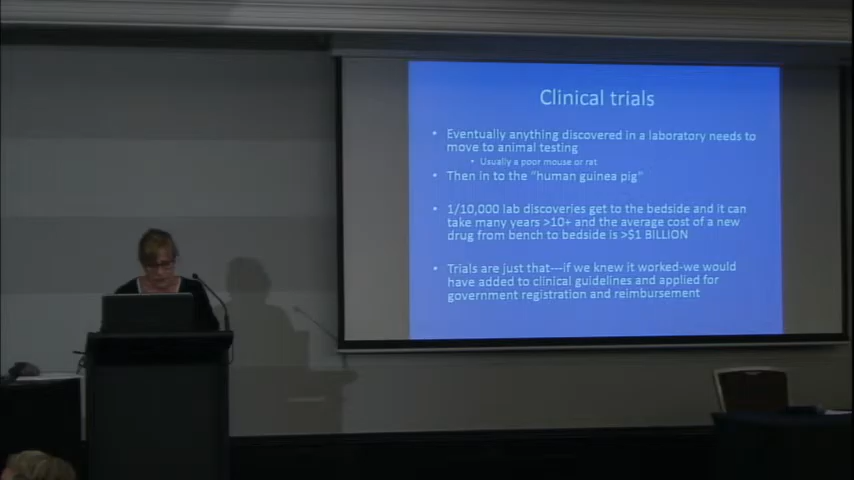 Clinical trials
• Eventually anything discovered in a laboratory needs to
move to animal testing
• Usually a poor mouse or rat
• Then in to the "human guinea pig"
• 1/10,000 lab discoveries get to the bedside and it can
take many years >10+ and the average cost of a new
drug from bench to bedside is >$1 BILLION
• Trials are just that---if we knew it worked-we would
have added to clinical guidelines and applied for
government registration and reimbursement